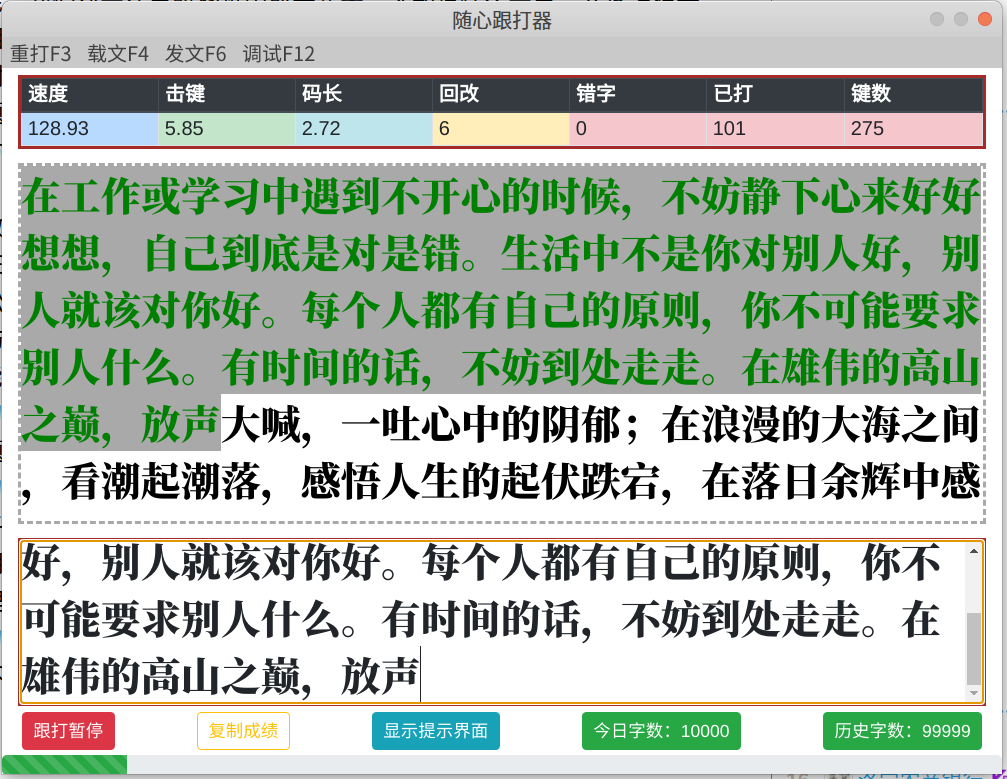 随心跟打器
重打F3 载文F4 发文F6 调试F12
速度 击键 码长 回改 错字 已打 键数
128.93 5.85 2.72 6 0 101 275
在工作或学习中遇到不开心的时候，不妨静下心来好好
想想，自己到底是对是错。生活中不是你对别人好，别
人就该对你好。每个人都有自己的原则，你不可能要求
别人什么。有时间的话，不妨到处走走。在雄伟的高山
之巅，放声大喊，一吐心中的阴郁；在浪漫的大海之间
，看潮起潮落，感悟人生的起伏跌宕，在落日余辉中感
好，别人就该对你好。每个人都有自己的原则，你不
可能要求别人什么。有时间的话，不妨到处走走。在
雄伟的高山之巅，放声
跟打暂停 复制成绩 显示提示界面 今日字数：10000 历史字数：99999